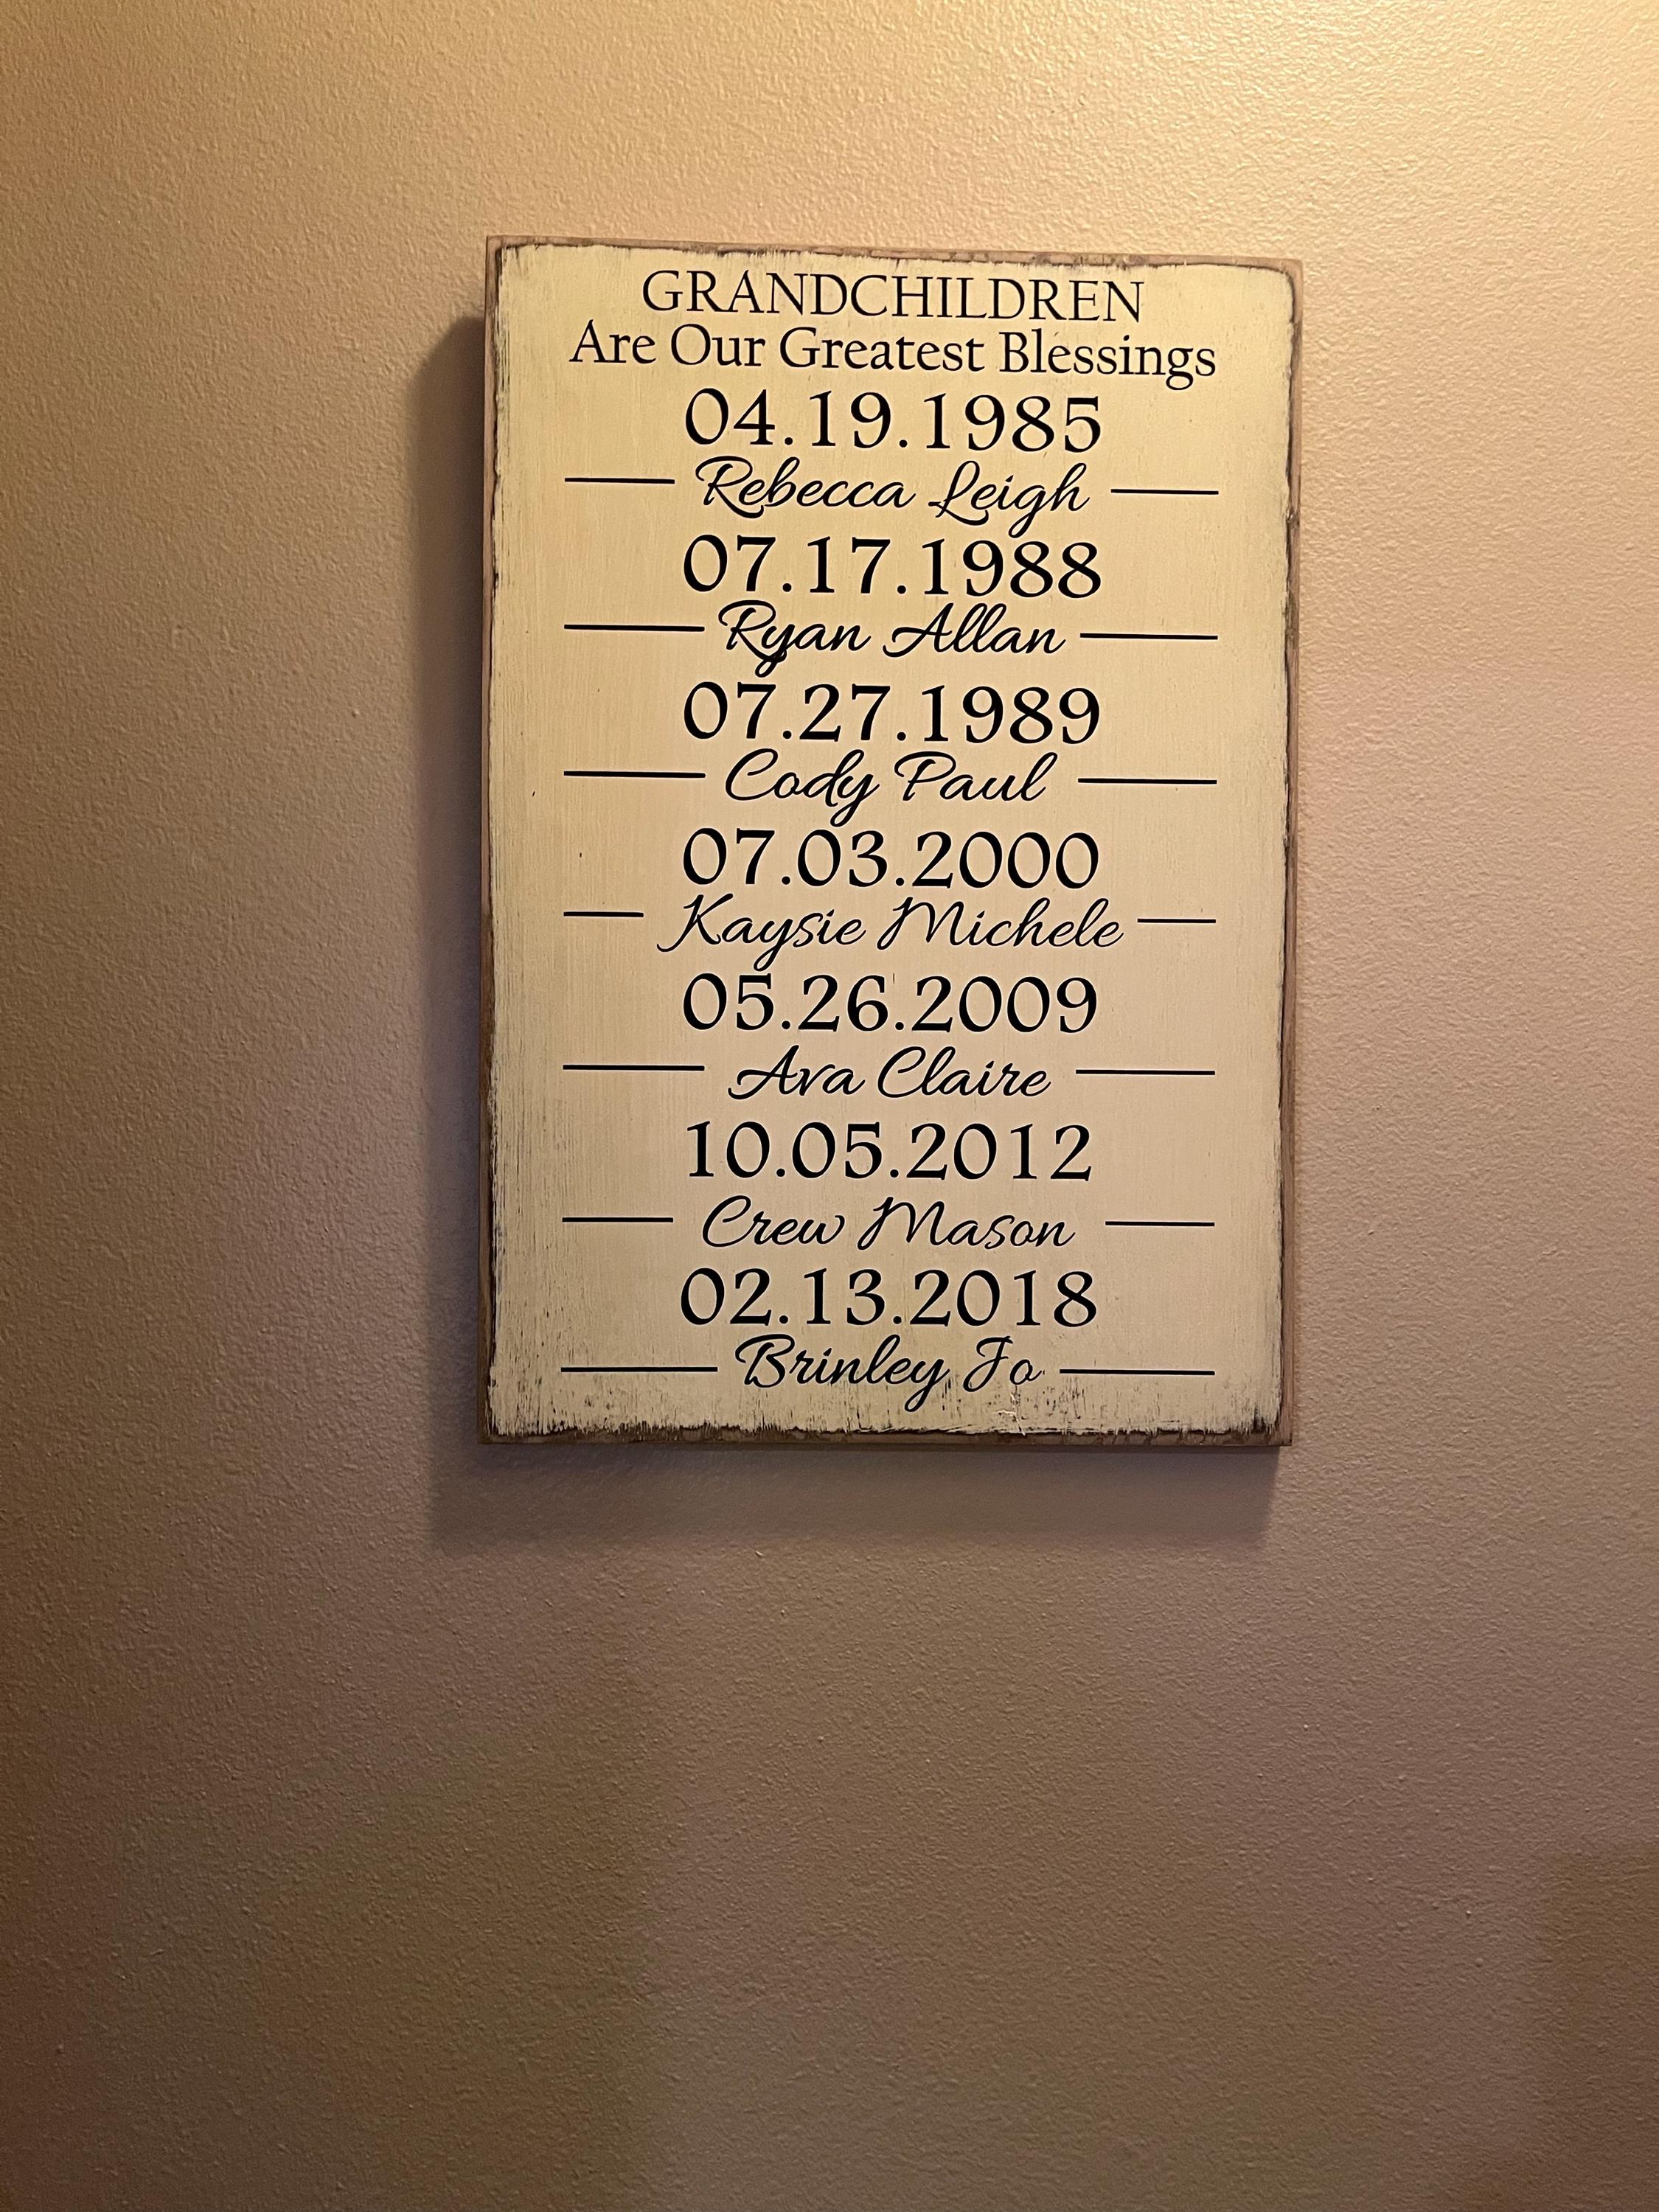 GRANDCHILDREN
Are Our Greatest Blessings
04.19.1985
Rebecca Leigh
07.17.1988
Ryan Allan
07.27.1989
Cody Paul
07.03.2000
Kaysie Michele
05.26.2009
Ava Claire
10.05.2012
Crew Mason
02.13.2018
Brinley Jo